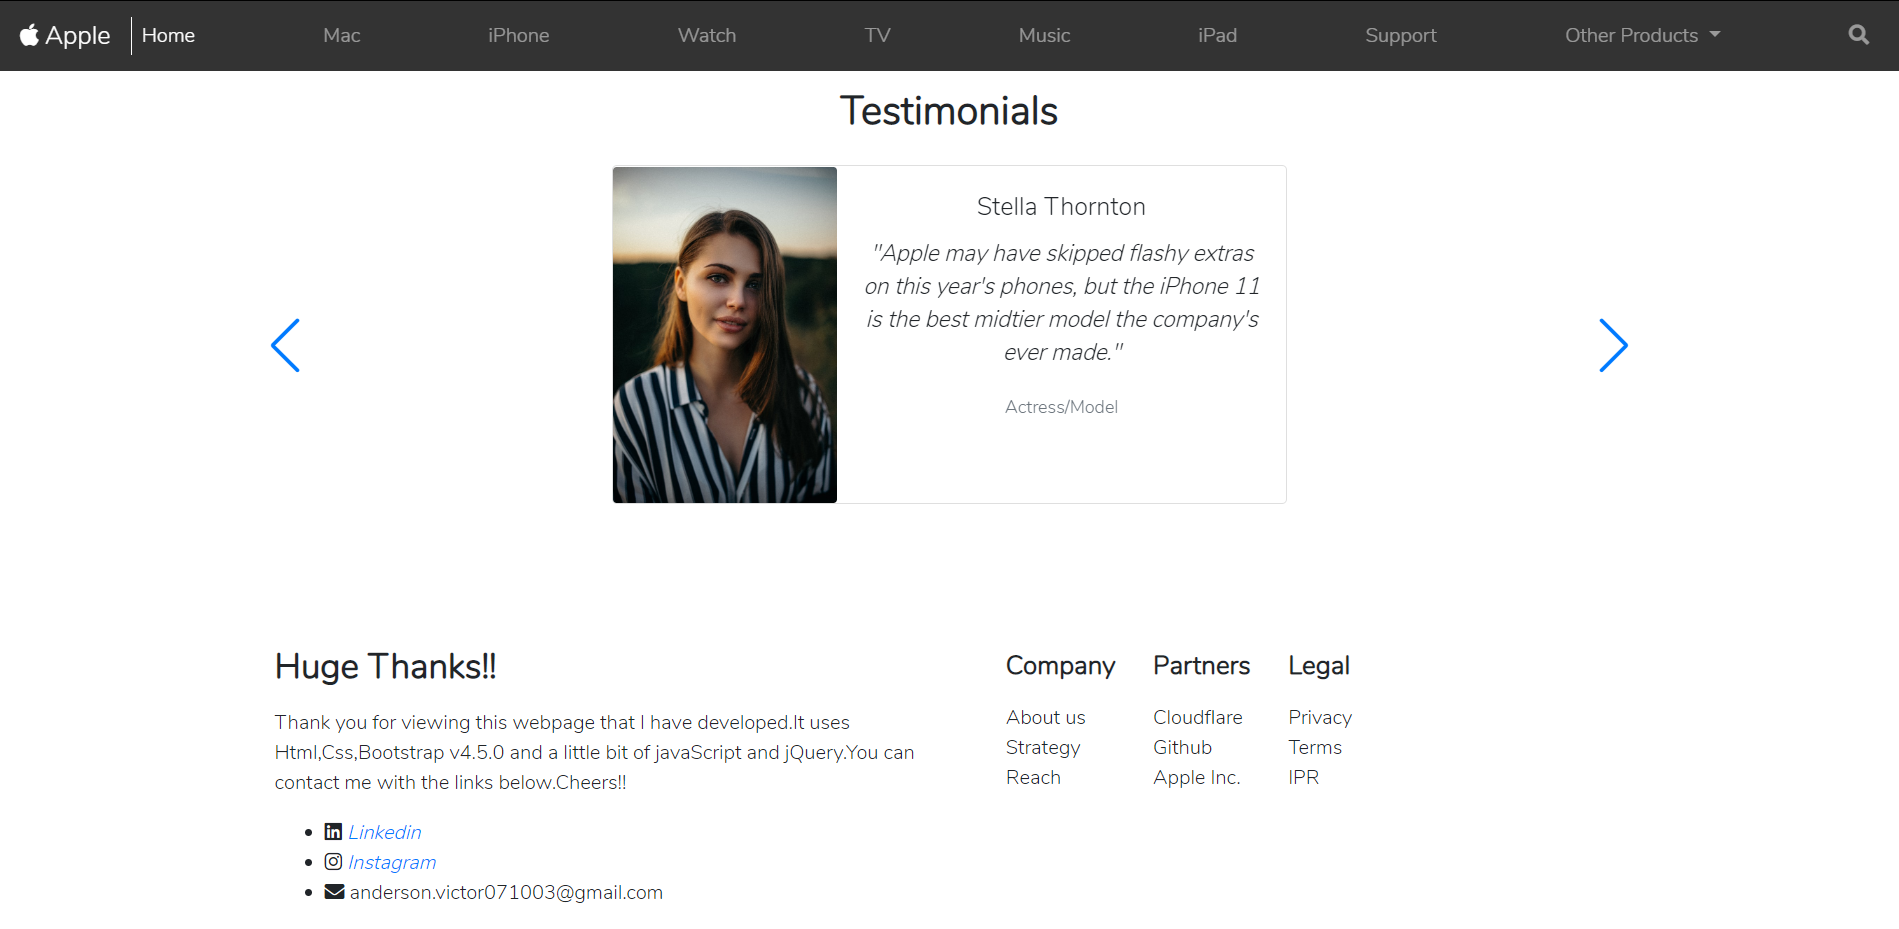 Apple Home Mac iPhone Watch TV Music iPad Support Other Products
Testimonials
Stella Thornton
"Apple may have skipped flashy extras
on this year's phones, but the iPhone 11
is the best midtier model the company's
ever made."
Actress/Model
Huge Thanks!!
Thank you for viewing this webpage that I have developed.It uses
Html,Css,Bootstrap v4.5.0 and a little bit of javaScript and jQuery.You can
contact me with the links below.Cheers!!
Linkedin
Instagram
anderson.victor071003@gmail.com
Company
About us
Strategy
Reach
Partners
Cloudflare
Github
Apple Inc.
Legal
Privacy
Terms
IPR